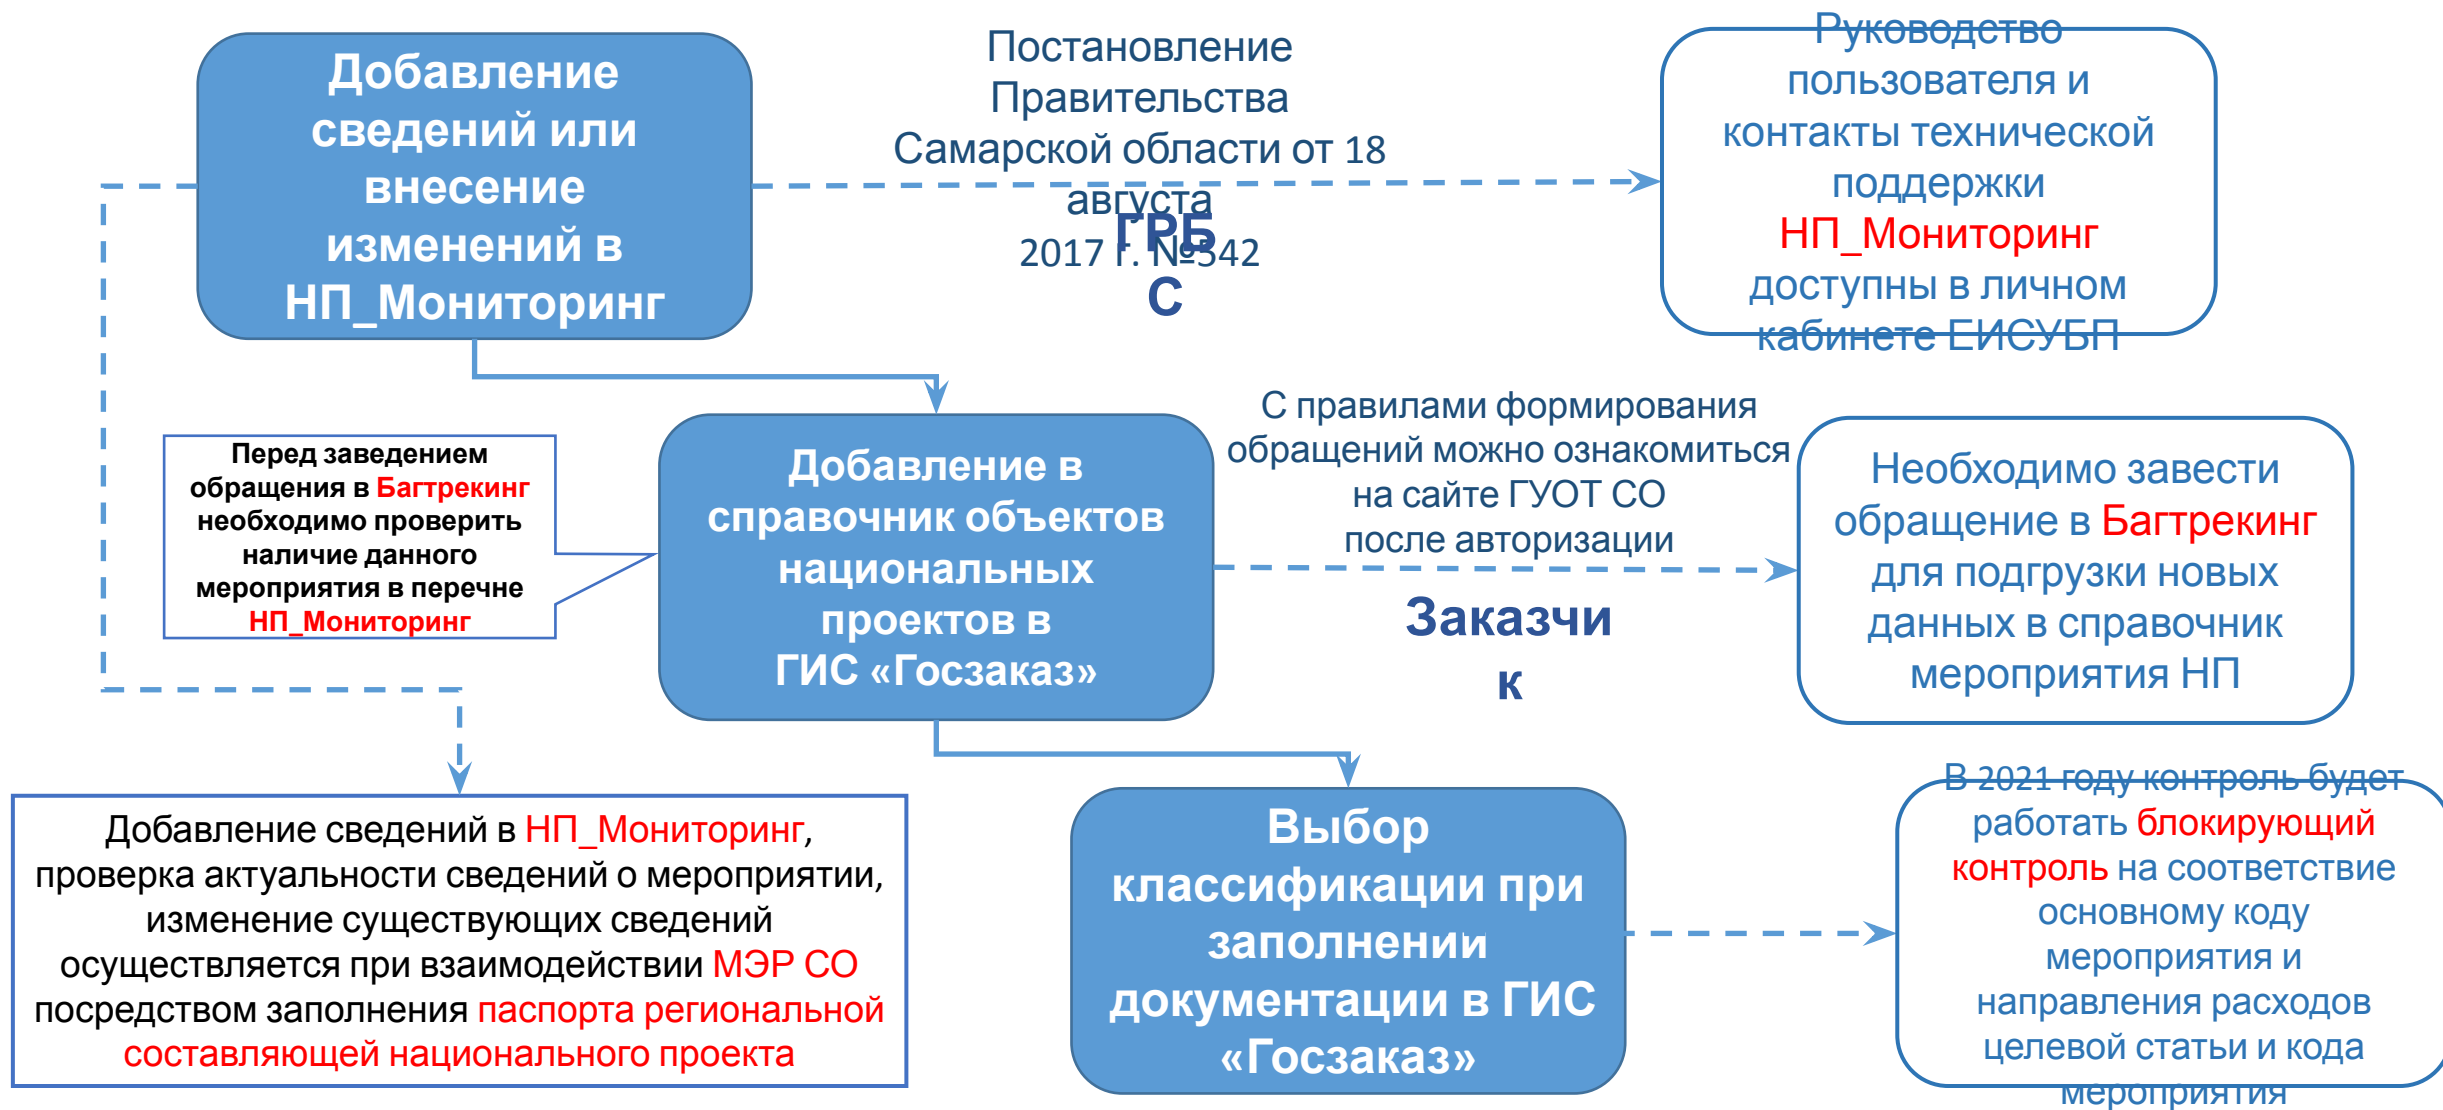 Добавление
сведений или
внесение
изменений в
НП_Мониторинг
Постановление
Правительства
Самарской области от 18
августа
2017 г. №542
ГРБ
С
Руководство
пользователя и
контакты технической
поддержки
НП_Мониторинг
доступны в личном
кабинете ЕИСУБП
Перед заведением
обращения в Багтрекинг
необходимо проверить
наличие данного
мероприятия в перечне
НП_Мониторинг
Добавление в
справочник объектов
национальных
проектов в
ГИС «Госзаказ»
С правилами формирования
обращений можно ознакомиться
на сайте ГУОТ СО
после авторизации
Заказчи
к
Необходимо завести
обращение в Багтрекинг
для подгрузки новых
данных в справочник
мероприятия НП
Добавление сведений в НП_Мониторинг,
проверка актуальности сведений о мероприятии,
изменение существующих сведений
осуществляется при взаимодействии МЭР СО
посредством заполнения паспорта региональной
составляющей национального проекта
Выбор
классификации при
заполнении
документации в ГИС
«Госзаказ»
В 2021 году контроль будет
работать блокирующий
контроль на соответствие
основному коду
мероприятия и
направления расходов
целевой статьи и кода
мероприятия